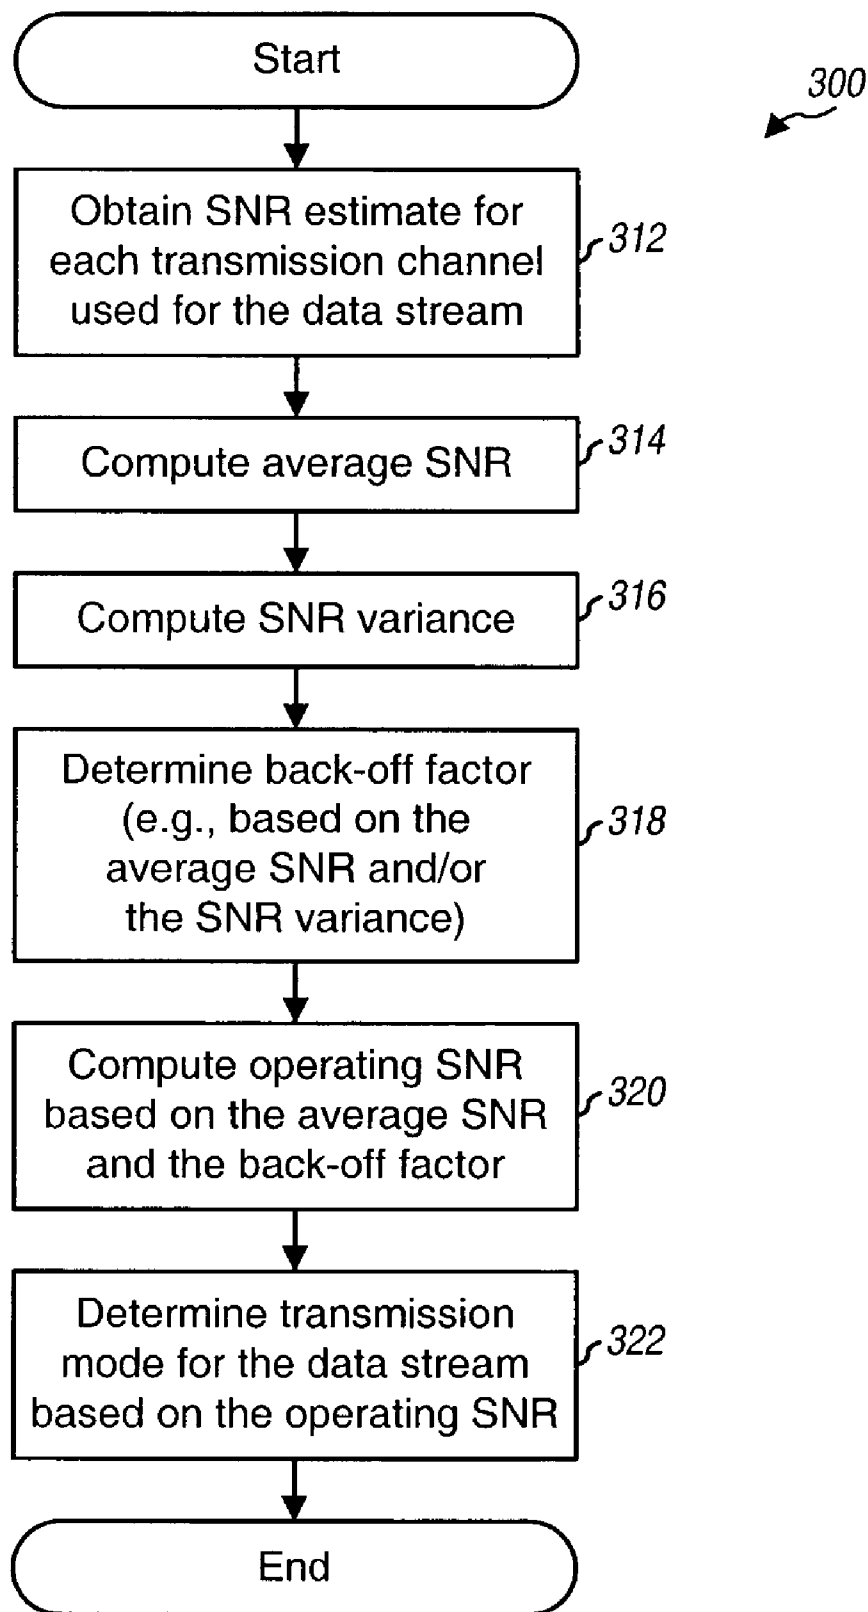 Start
300
Obtain SNR estimate for
each transmission channel
used for the data stream
312
Compute average SNR
314
Compute SNR variance
316
Determine back-off factor
(e.g., based on the
average SNR and/or
the SNR variance)
318
Compute operating SNR
based on the average SNR
and the back-off factor
320
Determine transmission
mode for the data stream
based on the operating SNR
322
End